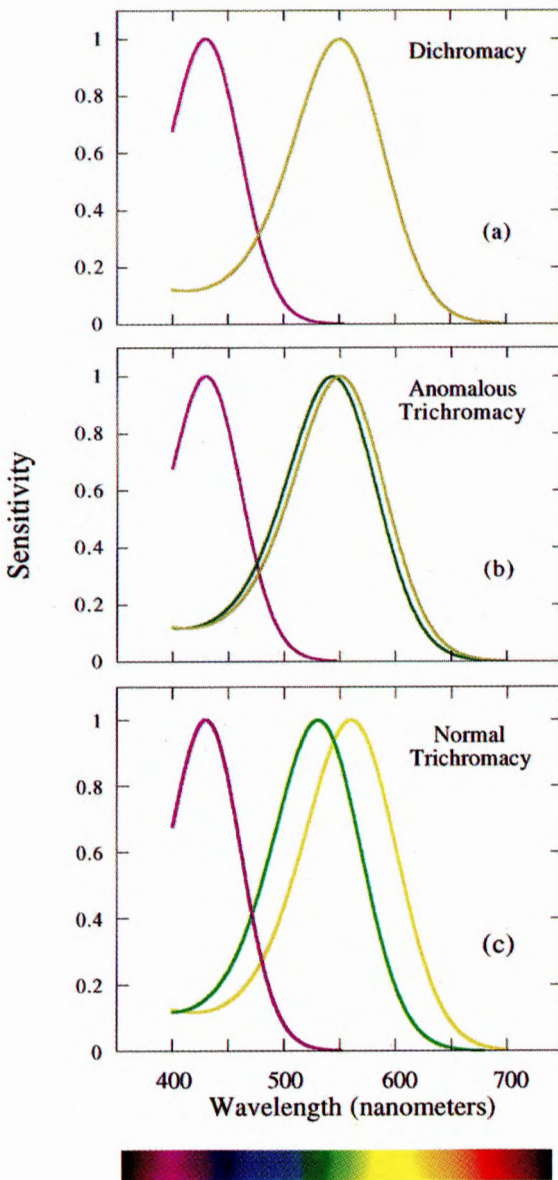 Dichromacy
1
0.8
0.6
0.4
0.2
0
(a)
Anomalous
Trichromacy
1
0.8
0.6
0.4
0.2
0
(b)
Sensitivity
Normal
Trichromacy
1
0.8
0.6
0.4
0.2
0
(c)
400 500 600 700
Wavelength (nanometers)